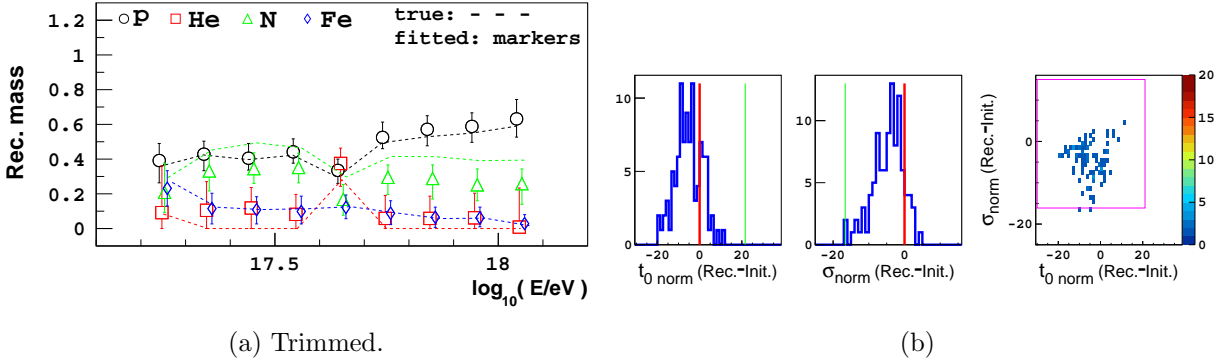 p He N Fe
true: - - -
fitted: markers
Rec. mass
1.2
1
0.8
0.6
0.4
0.2
0
17.5 18
log10( E/eV)
10
5
0
−20 0 20
t0 norm (Rec.-Init.)
10
5
0
−20 0
σnorm (Rec.-Init.)
σnorm (Rec.-Init.)
0
−20
−20 0 20 40
t0 norm (Rec.-Init.)
20
15
10
5
0
(a) Trimmed.
(b)